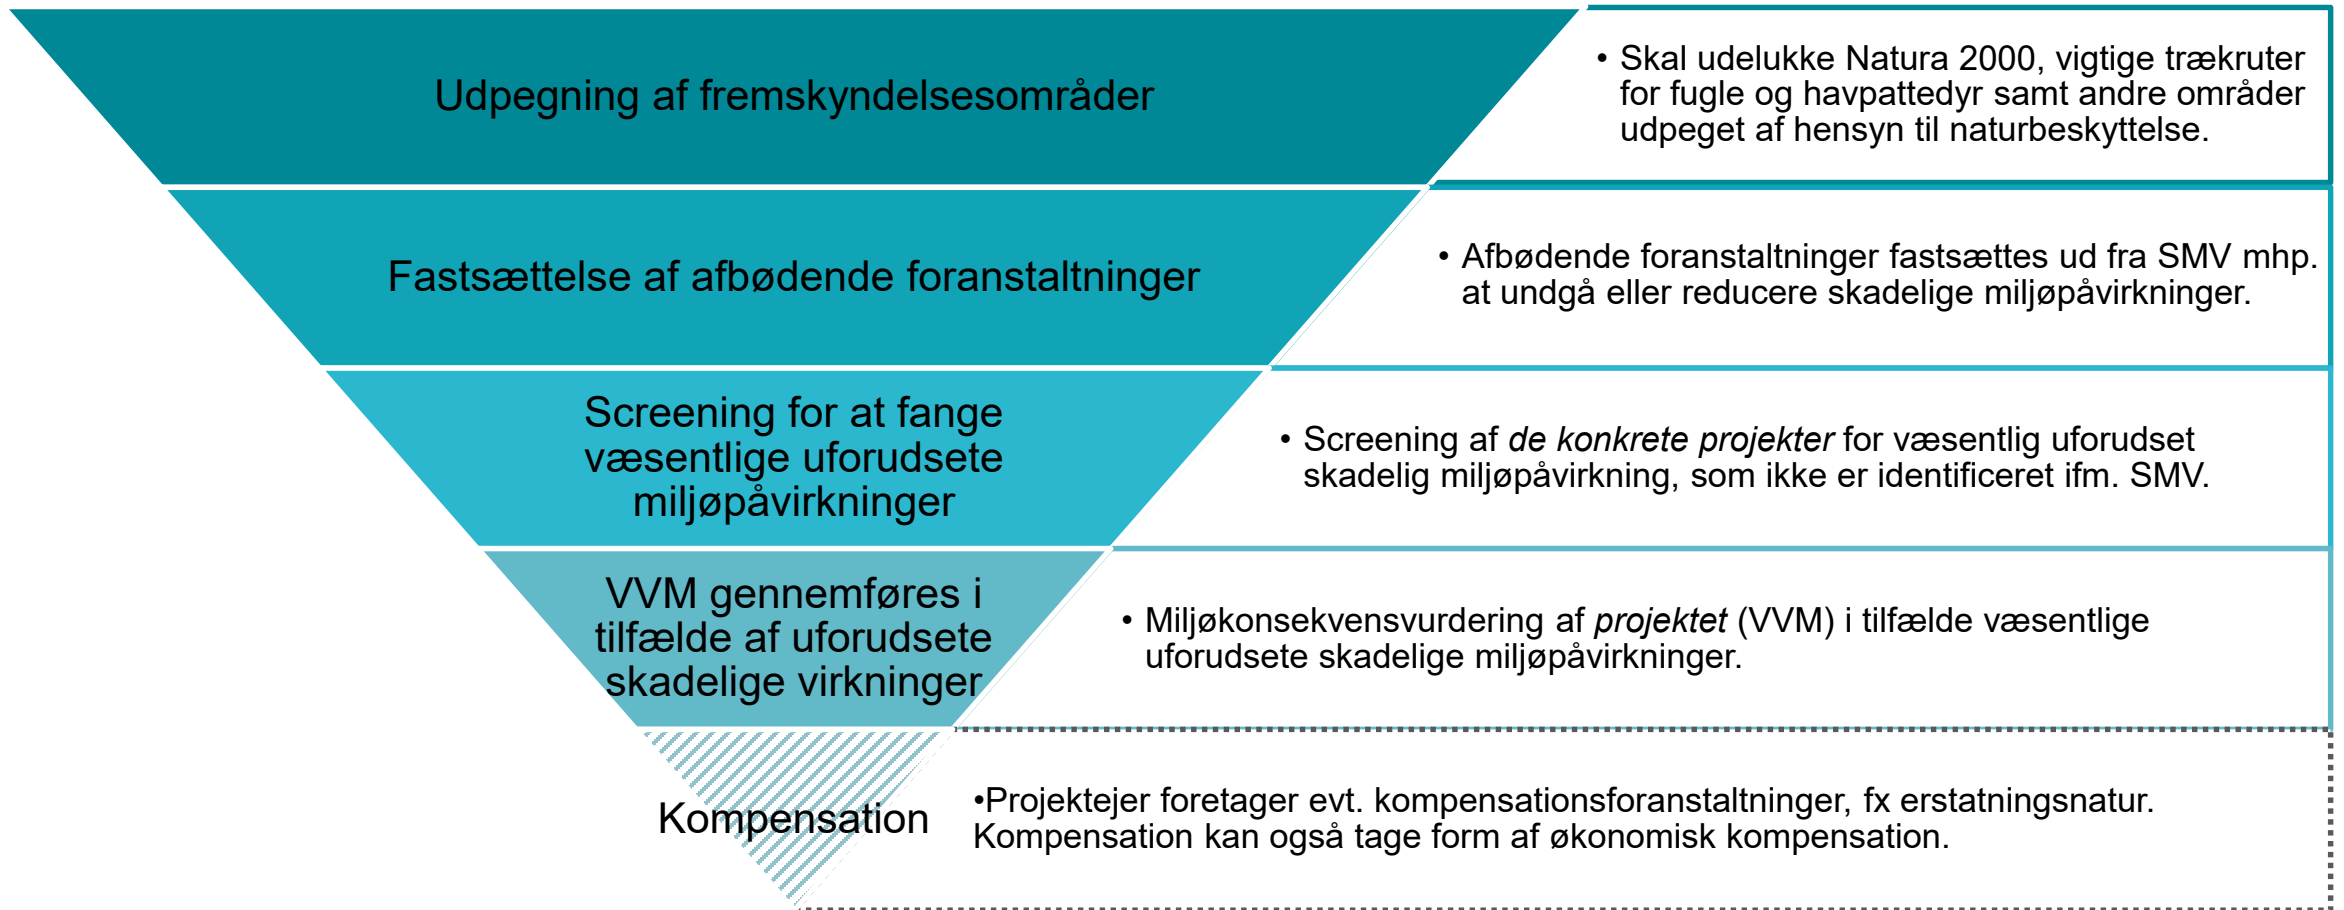 Udpegning af fremskyndelsesområder
• Skal udelukke Natura 2000, vigtige trækruter
for fugle og havpattedyr samt andre områder
udpeget af hensyn til naturbeskyttelse.
Fastsættelse af afbødende foranstaltninger
• Afbødende foranstaltninger fastsættes ud fra SMV mhp.
at undgå eller reducere skadelige miljøpåvirkninger.
Screening for at fange
væsentlige uforudsete
miljøpåvirkninger
• Screening af de konkrete projekter for væsentlig uforudset
skadelig miljøpåvirkning, som ikke er identificeret ifm. SMV.
VVM gennemføres i
tilfælde af uforudsete
skadelige virkninger
• Miljøkonsekvensvurdering af projektet (VVM) i tilfælde væsentlige
uforudsete skadelige miljøpåvirkninger.
Kompensation
•Projektejer foretager evt. kompensationsforanstaltninger, fx erstatningsnatur.
Kompensation kan også tage form af økonomisk kompensation.